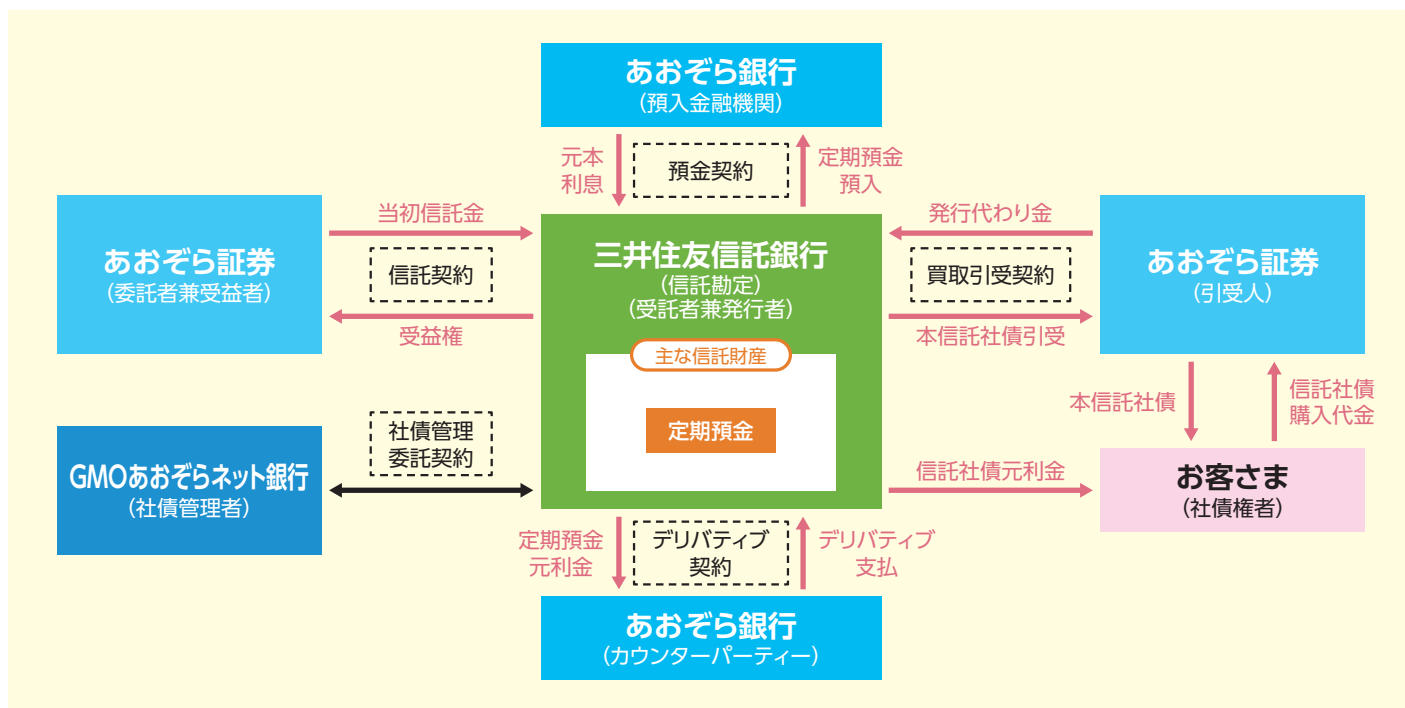 あおぞら銀行
（預入金融機関）
元本
利息
預金契約
定期預金
預入
あおぞら証券
（委託者兼受益者）
当初信託金
信託契約
受益権
三井住友信託銀行
（信託勘定）
（受託者兼発行者）
主な信託財産
定期預金
発行代わり金
買取引受契約
本信託社債引受
あおぞら証券
（引受人）
本信託社債
信託社債
購入代金
GMOあおぞらネット銀行
（社債管理者）
社債管理
委託契約
信託社債元利金
お客さま
（社債権者）
定期預金
元利金
デリバティブ
契約
デリバティブ
支払
あおぞら銀行
（カウンターパーティー）